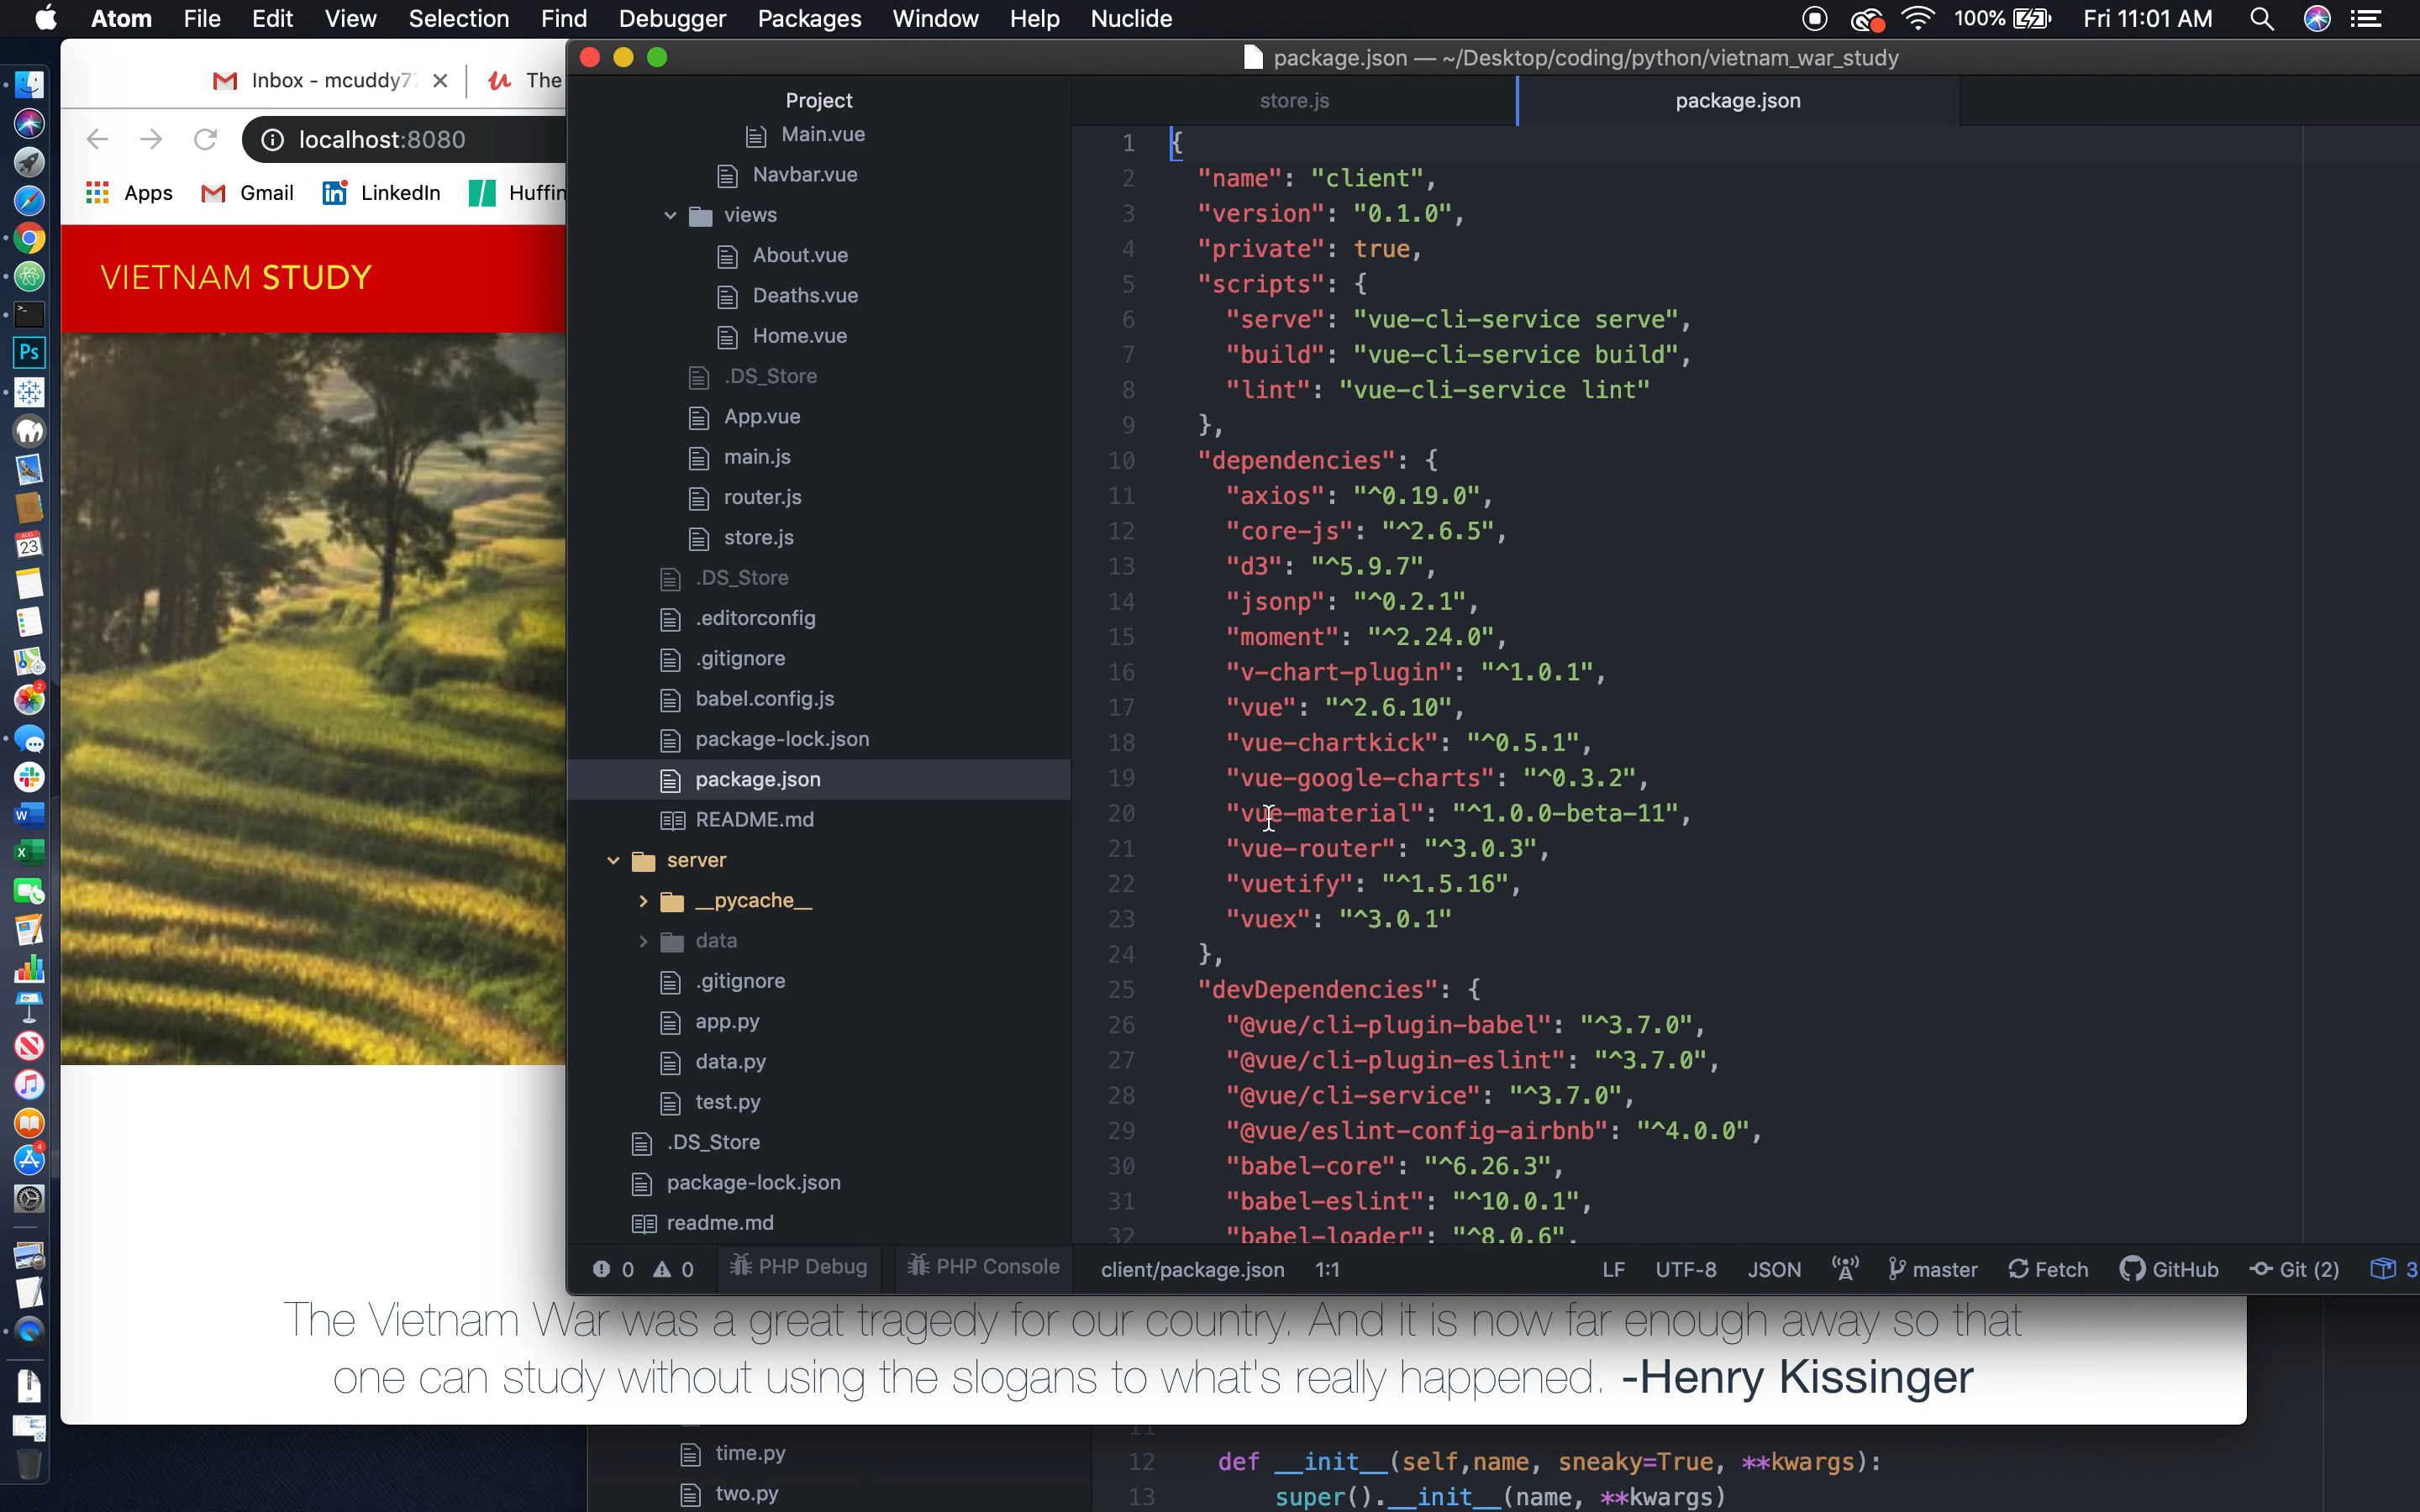 Atom File Edit View Selection Find Debugger Packages Window Help Nuclide 100% Fri 11:01 AM
Inbox - mcuddy77 The
localhost:8080
Apps Gmail LinkedIn Huffin
VIETNAM STUDY
package.json — ~/Desktop/coding/python/vietnam_war_study
Project
Main.vue
Navbar.vue
views
About.vue
Deaths.vue
Home.vue
.DS_Store
App.vue
main.js
router.js
store.js
.DS_Store
.editorconfig
.gitignore
babel.config.js
package-lock.json
package.json
README.md
server
__pycache__
data
.gitignore
app.py
data.py
test.py
.DS_Store
package-lock.json
readme.md
store.js package.json
1 {
2 "name": "client",
3 "version": "0.1.0",
4 "private": true,
5 "scripts": {
6 "serve": "vue-cli-service serve",
7 "build": "vue-cli-service build",
8 "lint": "vue-cli-service lint"
9 },
10 "dependencies": {
11 "axios": "^0.19.0",
12 "core-js": "^2.6.5",
13 "d3": "^5.9.7",
14 "jsonp": "^0.2.1",
15 "moment": "^2.24.0",
16 "v-chart-plugin": "^1.0.1",
17 "vue": "^2.6.10",
18 "vue-chartkick": "^0.5.1",
19 "vue-google-charts": "^0.3.2",
20 "vue-material": "^1.0.0-beta-11",
21 "vue-router": "^3.0.3",
22 "vuetify": "^1.5.16",
23 "vuex": "^3.0.1"
24 },
25 "devDependencies": {
26 "@vue/cli-plugin-babel": "^3.7.0",
27 "@vue/cli-plugin-eslint": "^3.7.0",
28 "@vue/cli-service": "^3.7.0",
29 "@vue/eslint-config-airbnb": "^4.0.0",
30 "babel-core": "^6.26.3",
31 "babel-eslint": "^10.0.1",
32 "babel-loader": "^8.0.6",
0 0 PHP Debug PHP Console client/package.json 1:1 LF UTF-8 JSON master Fetch GitHub Git (2) 3
The Vietnam War was a great tragedy for our country. And it is now far enough away so that
one can study without using the slogans to what's really happened. -Henry Kissinger
11
time.py
two.py
12 def __init__(self,name, sneaky=True, **kwargs):
13 super().__init__(name, **kwargs)
Ps
AUG
23
2
W
X
4